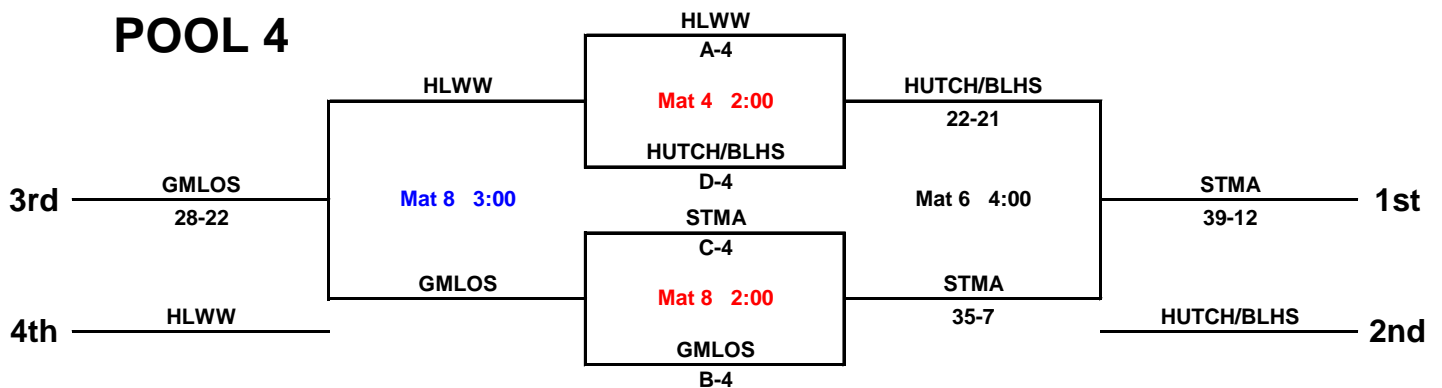 POOL 4
HLWW
A-4
HLWW
Mat 4 2:00
HUTCH/BLHS
22-21
HUTCH/BLHS
D-4
3rd
GMLOS
28-22
Mat 8 3:00
Mat 6 4:00
STMA
39-12
1st
STMA
C-4
GMLOS
Mat 8 2:00
STMA
35-7
4th
HLWW
GMLOS
B-4
HUTCH/BLHS
2nd